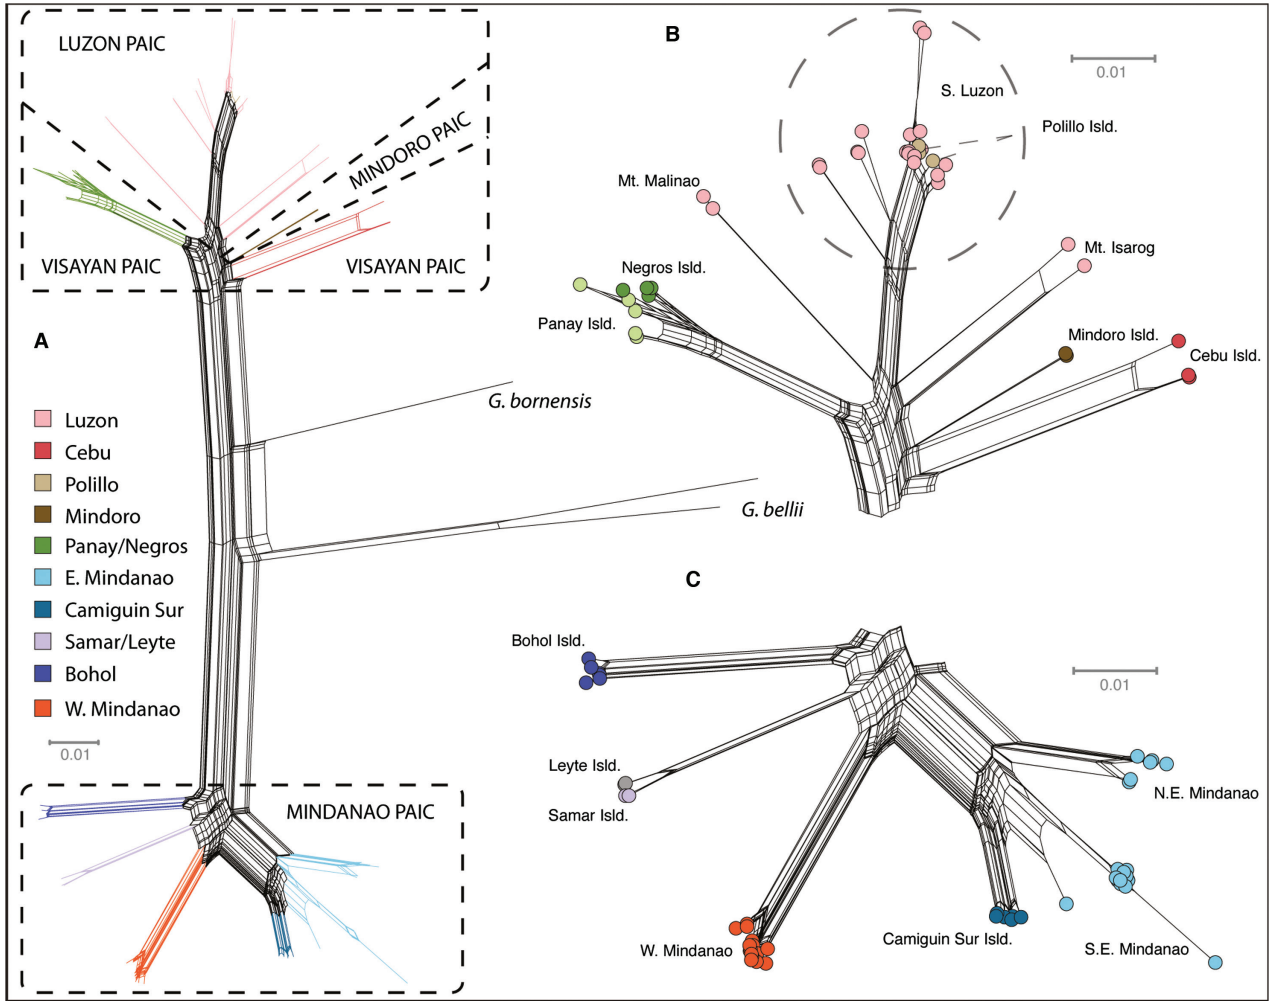 LUZON PAIC
MINDORO PAIC
VISAYAN PAIC
VISAYAN PAIC
A
G. bornensis
G. bellii
Luzon
Cebu
Polillo
Mindoro
Panay/Negros
E. Mindanao
Camiguin Sur
Samar/Leyte
Bohol
W. Mindanao
0.01
MINDANAO PAIC
B
0.01
S. Luzon
Polillo Isld.
Mt. Malinao
Mt. Isarog
Negros Isld.
Panay Isld.
Mindoro Isld.
Cebu Isld.
C
Bohol Isld.
0.01
Leyte Isld.
Samar Isld.
N.E. Mindanao
W. Mindanao
Camiguin Sur Isld.
S.E. Mindanao